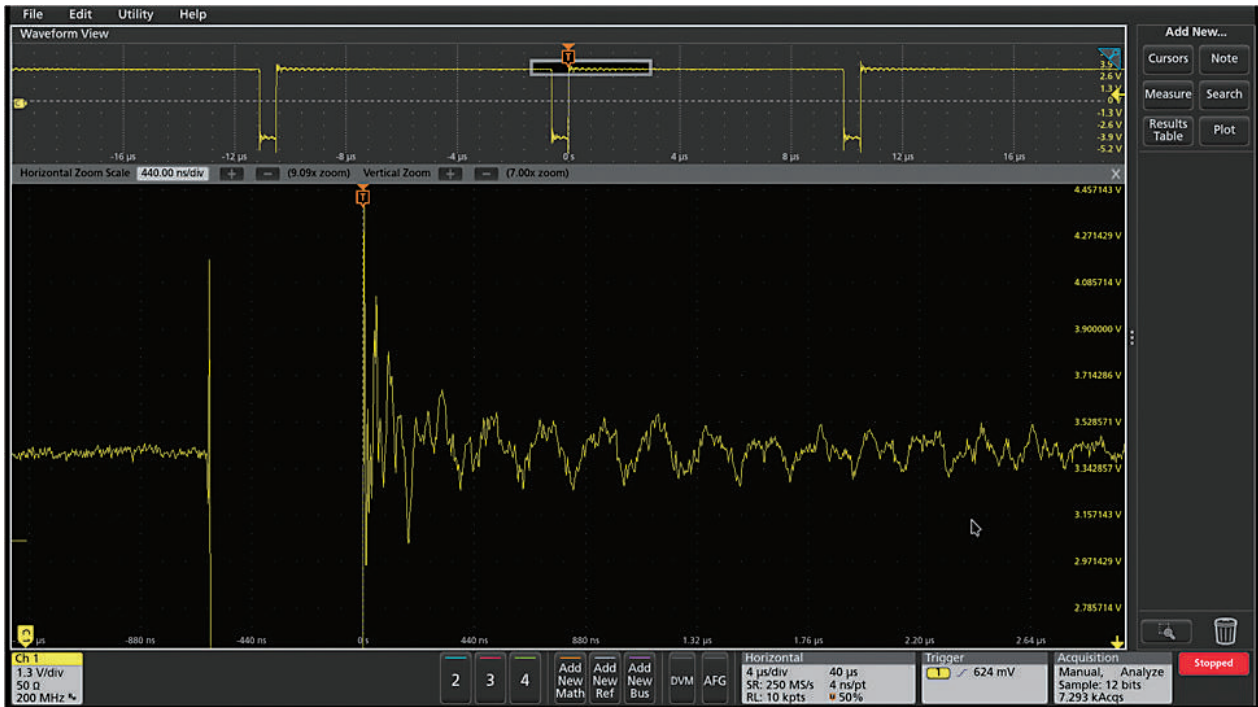 File Edit Utility Help
Waveform View
Add New...
Cursors Note
Measure Search
Results Table Plot
T
3.9
2.6 V
1.3 V
0 V
-1.3 V
-2.6 V
-3.9 V
-5.2 V
C1
-16 µs -12 µs -8 µs -4 µs 0 s 4 µs 8 µs 12 µs 16 µs
Horizontal Zoom Scale 440.00 ns/div + − (9.09x zoom) Vertical Zoom + − (7.00x zoom) X
T
4.457143 V
4.271429 V
4.085714 V
3.900000 V
3.714286 V
3.528571 V
3.342857 V
3.157143 V
2.971429 V
2.785714 V
µs -880 ns -440 ns 0 s 440 ns 880 ns 1.32 µs 1.76 µs 2.20 µs 2.64 µs
Ch 1
1.3 V/div
50 Ω
200 MHz
2 3 4
Add New Math
Add New Ref
Add New Bus
DVM AFG
Horizontal
4 µs/div 40 µs
SR: 250 MS/s 4 ns/pt
RL: 10 kpts 50%
Trigger
1 624 mV
Acquisition
Manual, Analyze
Sample: 12 bits
7.293 kAcqs
Stopped